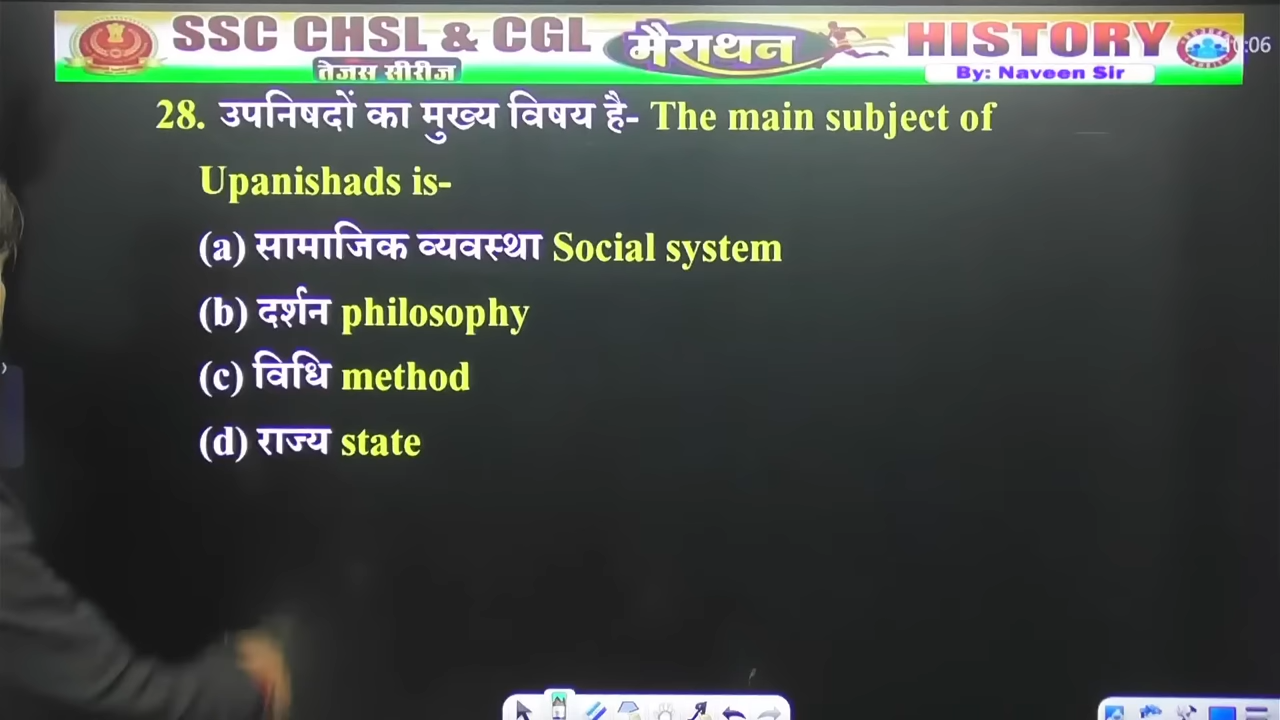 SSC CHSL & CGL मैराथन HISTORY
तेजस सीरीज By: Naveen Sir
28. उपनिषदों का मुख्य विषय है- The main subject of
Upanishads is-
(a) सामाजिक व्यवस्था Social system
(b) दर्शन philosophy
(c) विधि method
(d) राज्य state